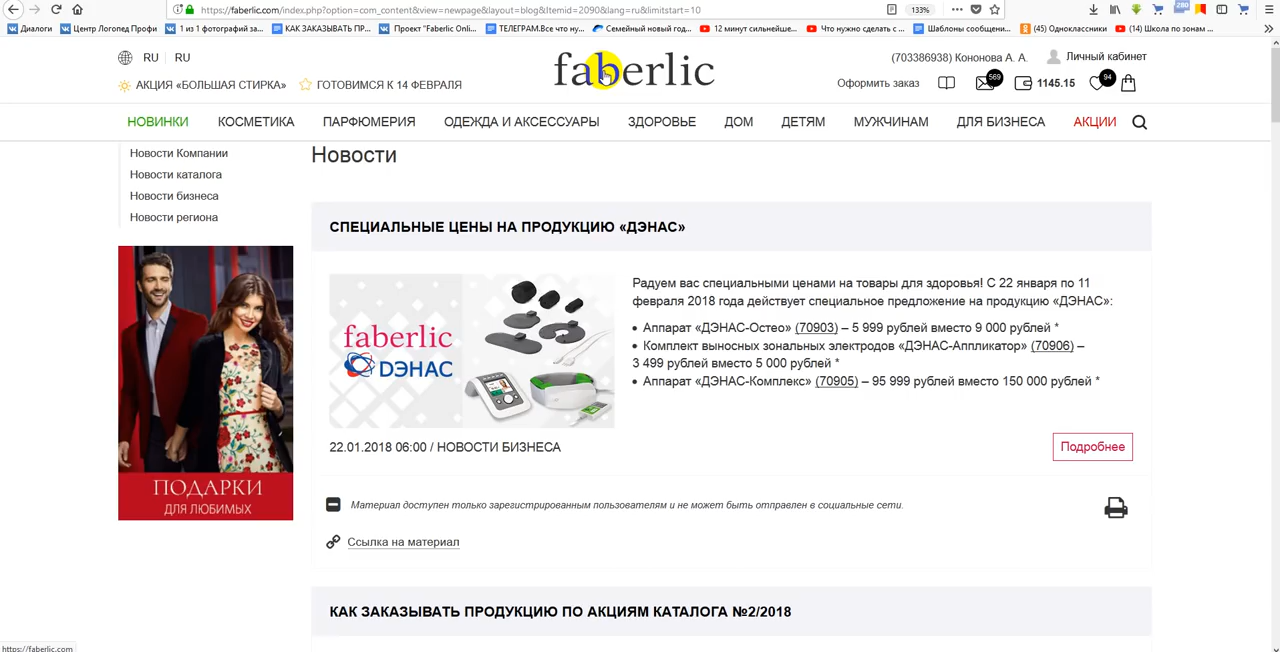 https://faberlic.com/index.php?option=com_content&view=newpage&layout=blog&Itemid=2090&lang=ru&limitstart=10
133%
280
Диалоги
Центр Логопед Профи
1 из 1 фотографий за...
КАК ЗАКАЗЫВАТЬ ПР...
Проект "Faberlic Onli...
ТЕЛЕГРАМ.Все что ну...
Семейный новый год...
12 минут сильнейше...
Что нужно сделать с ...
Шаблоны сообщени...
(45) Одноклассники
(14) Школа по зонам ...
RU
RU
faberlic
(703386938) Кононова А. А.
Личный кабинет
АКЦИЯ «БОЛЬШАЯ СТИРКА»
ГОТОВИМСЯ К 14 ФЕВРАЛЯ
Оформить заказ
569
1145.15
94
НОВИНКИ
КОСМЕТИКА
ПАРФЮМЕРИЯ
ОДЕЖДА И АКСЕССУАРЫ
ЗДОРОВЬЕ
ДОМ
ДЕТЯМ
МУЖЧИНАМ
ДЛЯ БИЗНЕСА
АКЦИИ
Новости Компании
Новости каталога
Новости бизнеса
Новости региона
ПОДАРКИ
ДЛЯ ЛЮБИМЫХ
Новости
СПЕЦИАЛЬНЫЕ ЦЕНЫ НА ПРОДУКЦИЮ «ДЭНАС»
faberlic
ДЭНАС
Радуем вас специальными ценами на товары для здоровья! С 22 января по 11
февраля 2018 года действует специальное предложение на продукцию «ДЭНАС»:
• Аппарат «ДЭНАС-Остео» (70903) – 5 999 рублей вместо 9 000 рублей *
• Комплект выносных зональных электродов «ДЭНАС-Аппликатор» (70906) –
3 499 рублей вместо 5 000 рублей *
• Аппарат «ДЭНАС-Комплекс» (70905) – 95 999 рублей вместо 150 000 рублей *
22.01.2018 06:00 / НОВОСТИ БИЗНЕСА
Подробнее
Материал доступен только зарегистрированным пользователям и не может быть отправлен в социальные сети.
Ссылка на материал
КАК ЗАКАЗЫВАТЬ ПРОДУКЦИЮ ПО АКЦИЯМ КАТАЛОГА №2/2018
https://faberlic.com